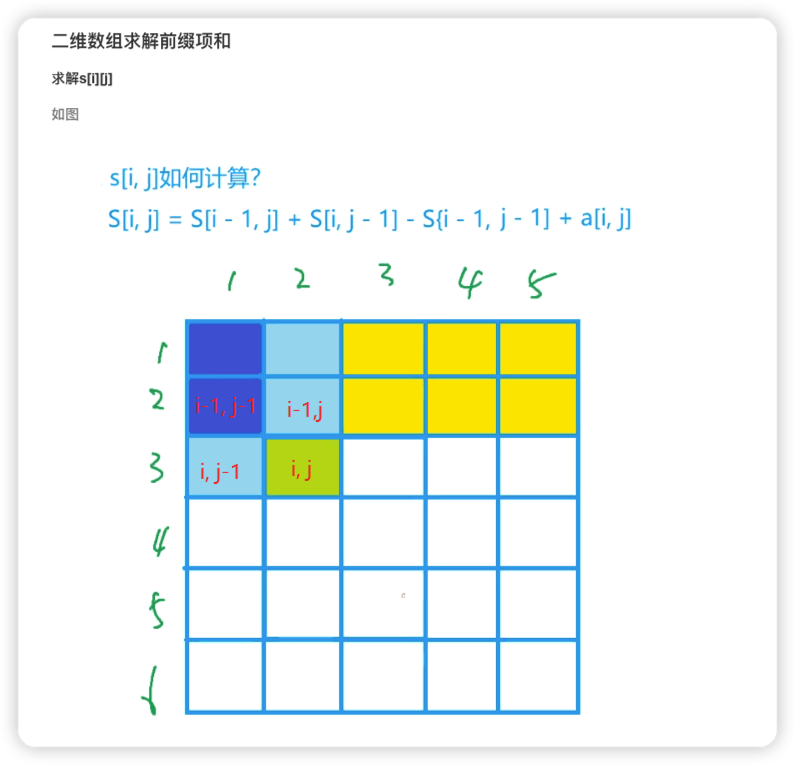 二维数组求解前缀项和
求解s[i][j]
如图
s[i, j]如何计算?
S[i, j] = S[i - 1, j] + S[i, j - 1] - S{i - 1, j - 1] + a[i, j]
1 2 3 4 5
1
2 i-1, j-1 i-1,j
3 i, j-1 i, j
4
5